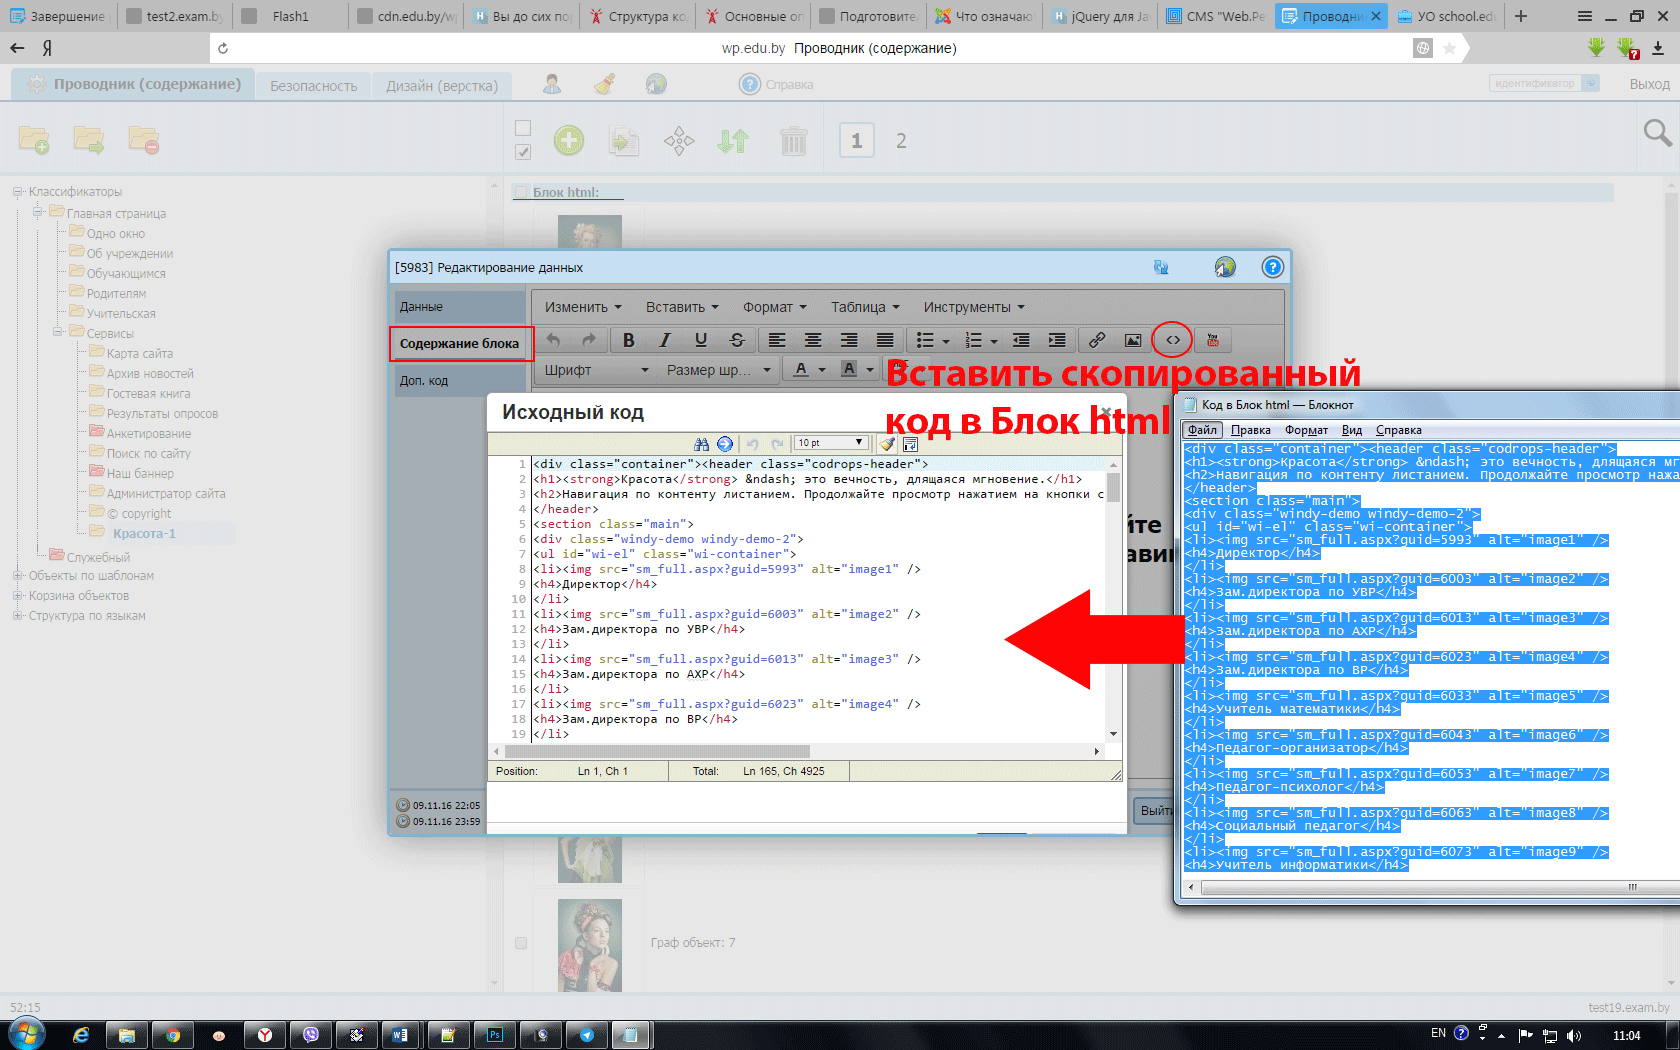 Завершение
test2.exam.by
Flash1
cdn.edu.by/wp
Вы до сих пор
Структура ко
Основные оп
Подготовител
Что означаю
jQuery для Ja
CMS "Web.Pe
Проводни
УО school.edu
Я
wp.edu.by Проводник (содержание)
Проводник (содержание)
Безопасность
Дизайн (верстка)
Справка
идентификатор
Выход
1
2
Классификаторы
Главная страница
Одно окно
Об учреждении
Обучающимся
Родителям
Учительская
Сервисы
Карта сайта
Архив новостей
Гостевая книга
Результаты опросов
Анкетирование
Поиск по сайту
Наш баннер
Администратор сайта
© copyright
Красота-1
Служебный
Объекты по шаблонам
Корзина объектов
Структура по языкам
Блок html:
[5983] Редактирование данных
Данные
Содержание блока
Доп. код
Изменить
Вставить
Формат
Таблица
Инструменты
B I U S
Шрифт
Размер шр...
A
A
Вставить скопированный
код в Блок html
Исходный код
10 pt
1 <div class="container"><header class="codrops-header">
2 <h1><strong>Красота</strong> &ndash; это вечность, длящаяся мгновение.</h1>
3 <h2>Навигация по контенту листанием. Продолжайте просмотр нажатием на кнопки с
4 </header>
5 <section class="main">
6 <div class="windy-demo windy-demo-2">
7 <ul id="wi-el" class="wi-container">
8 <li><img src="sm_full.aspx?guid=5993" alt="image1" />
9 <h4>Директор</h4>
10 </li>
11 <li><img src="sm_full.aspx?guid=6003" alt="image2" />
12 <h4>Зам.директора по УВР</h4>
13 </li>
14 <li><img src="sm_full.aspx?guid=6013" alt="image3" />
15 <h4>Зам.директора по АХР</h4>
16 </li>
17 <li><img src="sm_full.aspx?guid=6023" alt="image4" />
18 <h4>Зам.директора по ВР</h4>
19 </li>
Position: Ln 1, Ch 1
Total: Ln 165, Ch 4925
йте
авиг
09.11.16 22:05
09.11.16 23:59
Выйти
Код в Блок html — Блокнот
Файл Правка Формат Вид Справка
<div class="container"><header class="codrops-header">
<h1><strong>Красота</strong> &ndash; это вечность, длящаяся мгн
<h2>Навигация по контенту листанием. Продолжайте просмотр нажа
</header>
<section class="main">
<div class="windy-demo windy-demo-2">
<ul id="wi-el" class="wi-container">
<li><img src="sm_full.aspx?guid=5993" alt="image1" />
<h4>Директор</h4>
</li>
<li><img src="sm_full.aspx?guid=6003" alt="image2" />
<h4>Зам.директора по УВР</h4>
</li>
<li><img src="sm_full.aspx?guid=6013" alt="image3" />
<h4>Зам.директора по АХР</h4>
</li>
<li><img src="sm_full.aspx?guid=6023" alt="image4" />
<h4>Зам.директора по ВР</h4>
</li>
<li><img src="sm_full.aspx?guid=6033" alt="image5" />
<h4>Учитель математики</h4>
</li>
<li><img src="sm_full.aspx?guid=6043" alt="image6" />
<h4>Педагог-организатор</h4>
</li>
<li><img src="sm_full.aspx?guid=6053" alt="image7" />
<h4>Педагог-психолог</h4>
</li>
<li><img src="sm_full.aspx?guid=6063" alt="image8" />
<h4>Социальный педагог</h4>
</li>
<li><img src="sm_full.aspx?guid=6073" alt="image9" />
<h4>Учитель информатики</h4>
Граф объект: 7
52:15
test19.exam.by
EN
11:04